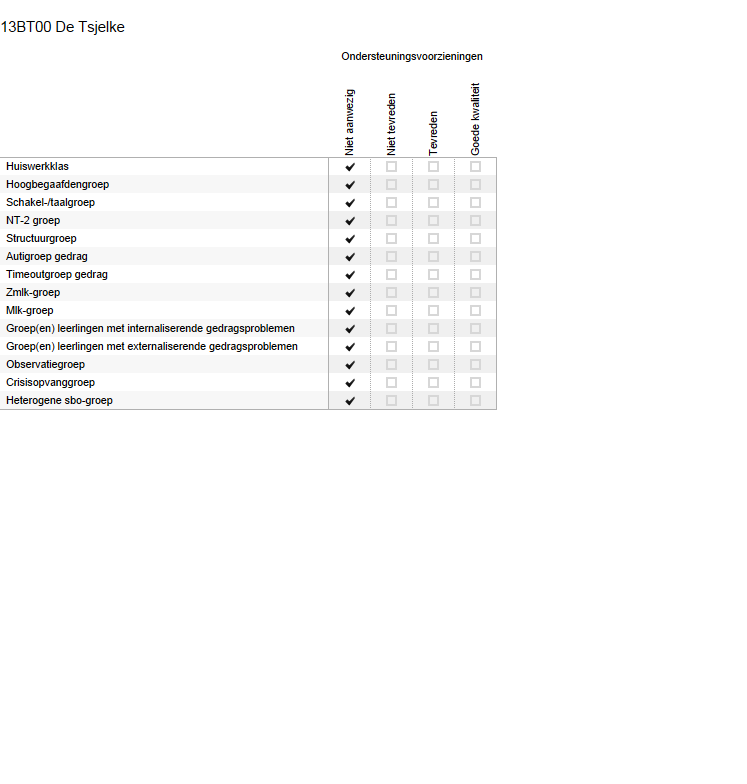 13BT00 De Tsjelke
Ondersteuningsvoorzieningen
Niet aanwezig
Niet tevreden
Tevreden
Goede kwaliteit
Huiswerkklas
Hoogbegaafdengroep
Schakel-/taalgroep
NT-2 groep
Structuurgroep
Autigroep gedrag
Timeoutgroep gedrag
Zmlk-groep
Mlk-groep
Groep(en) leerlingen met internaliserende gedragsproblemen
Groep(en) leerlingen met externaliserende gedragsproblemen
Observatiegroep
Crisisopvanggroep
Heterogene sbo-groep